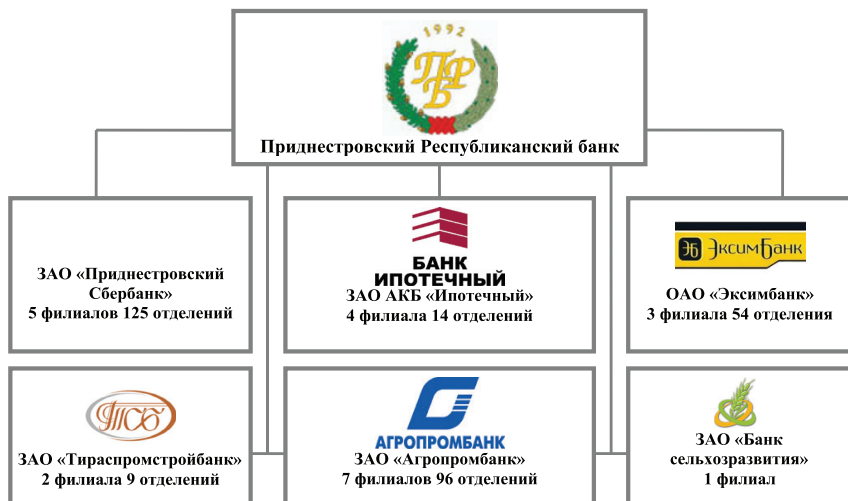 1992
ПРБ
Приднестровский Республиканский банк
ЗАО «Приднестровский
Сбербанк»
5 филиалов 125 отделений
БАНК
ИПОТЕЧНЫЙ
ЗАО АКБ «Ипотечный»
4 филиала 14 отделений
ЭБ ЭксимБанк
ОАО «Эксимбанк»
3 филиала 54 отделения
ТСБ
ЗАО «Тираспромстройбанк»
2 филиала 9 отделений
АГРОПРОМБАНК
ЗАО «Агропромбанк»
7 филиалов 96 отделений
ЗАО «Банк
сельхозразвития»
1 филиал